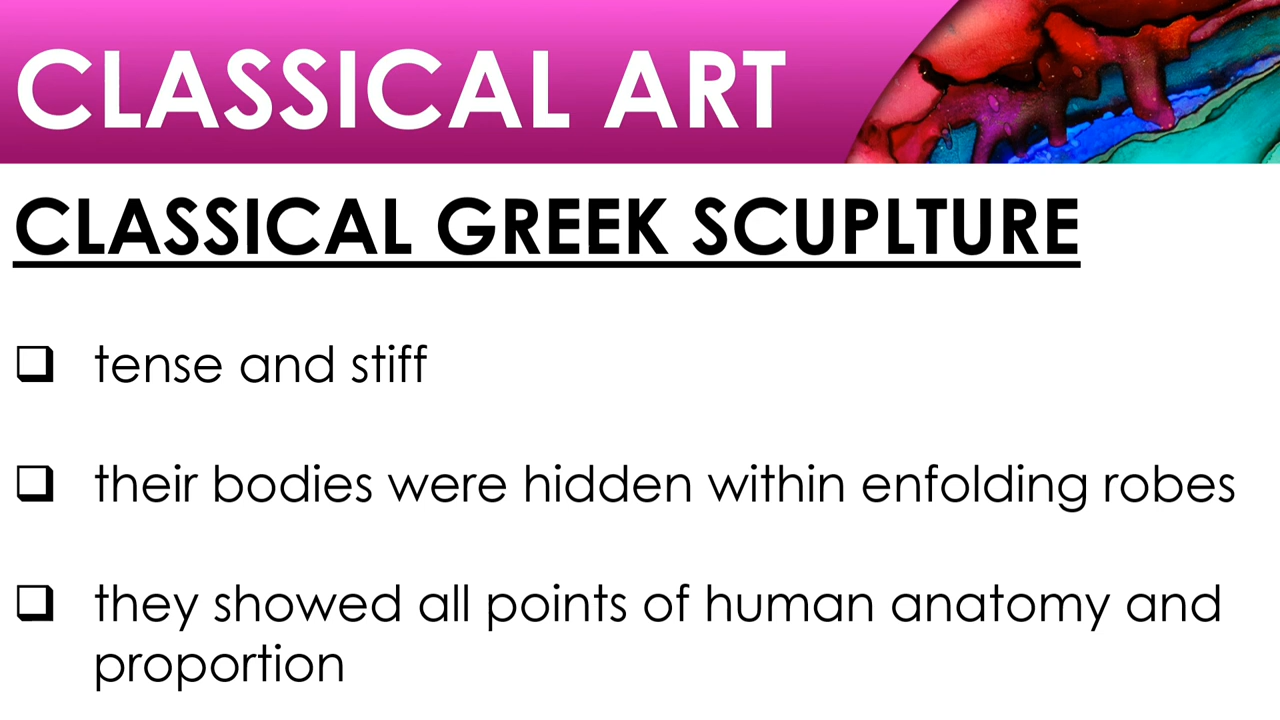 CLASSICAL ART
CLASSICAL GREEK SCUPLTURE
❑ tense and stiff
❑ their bodies were hidden within enfolding robes
❑ they showed all points of human anatomy and
proportion